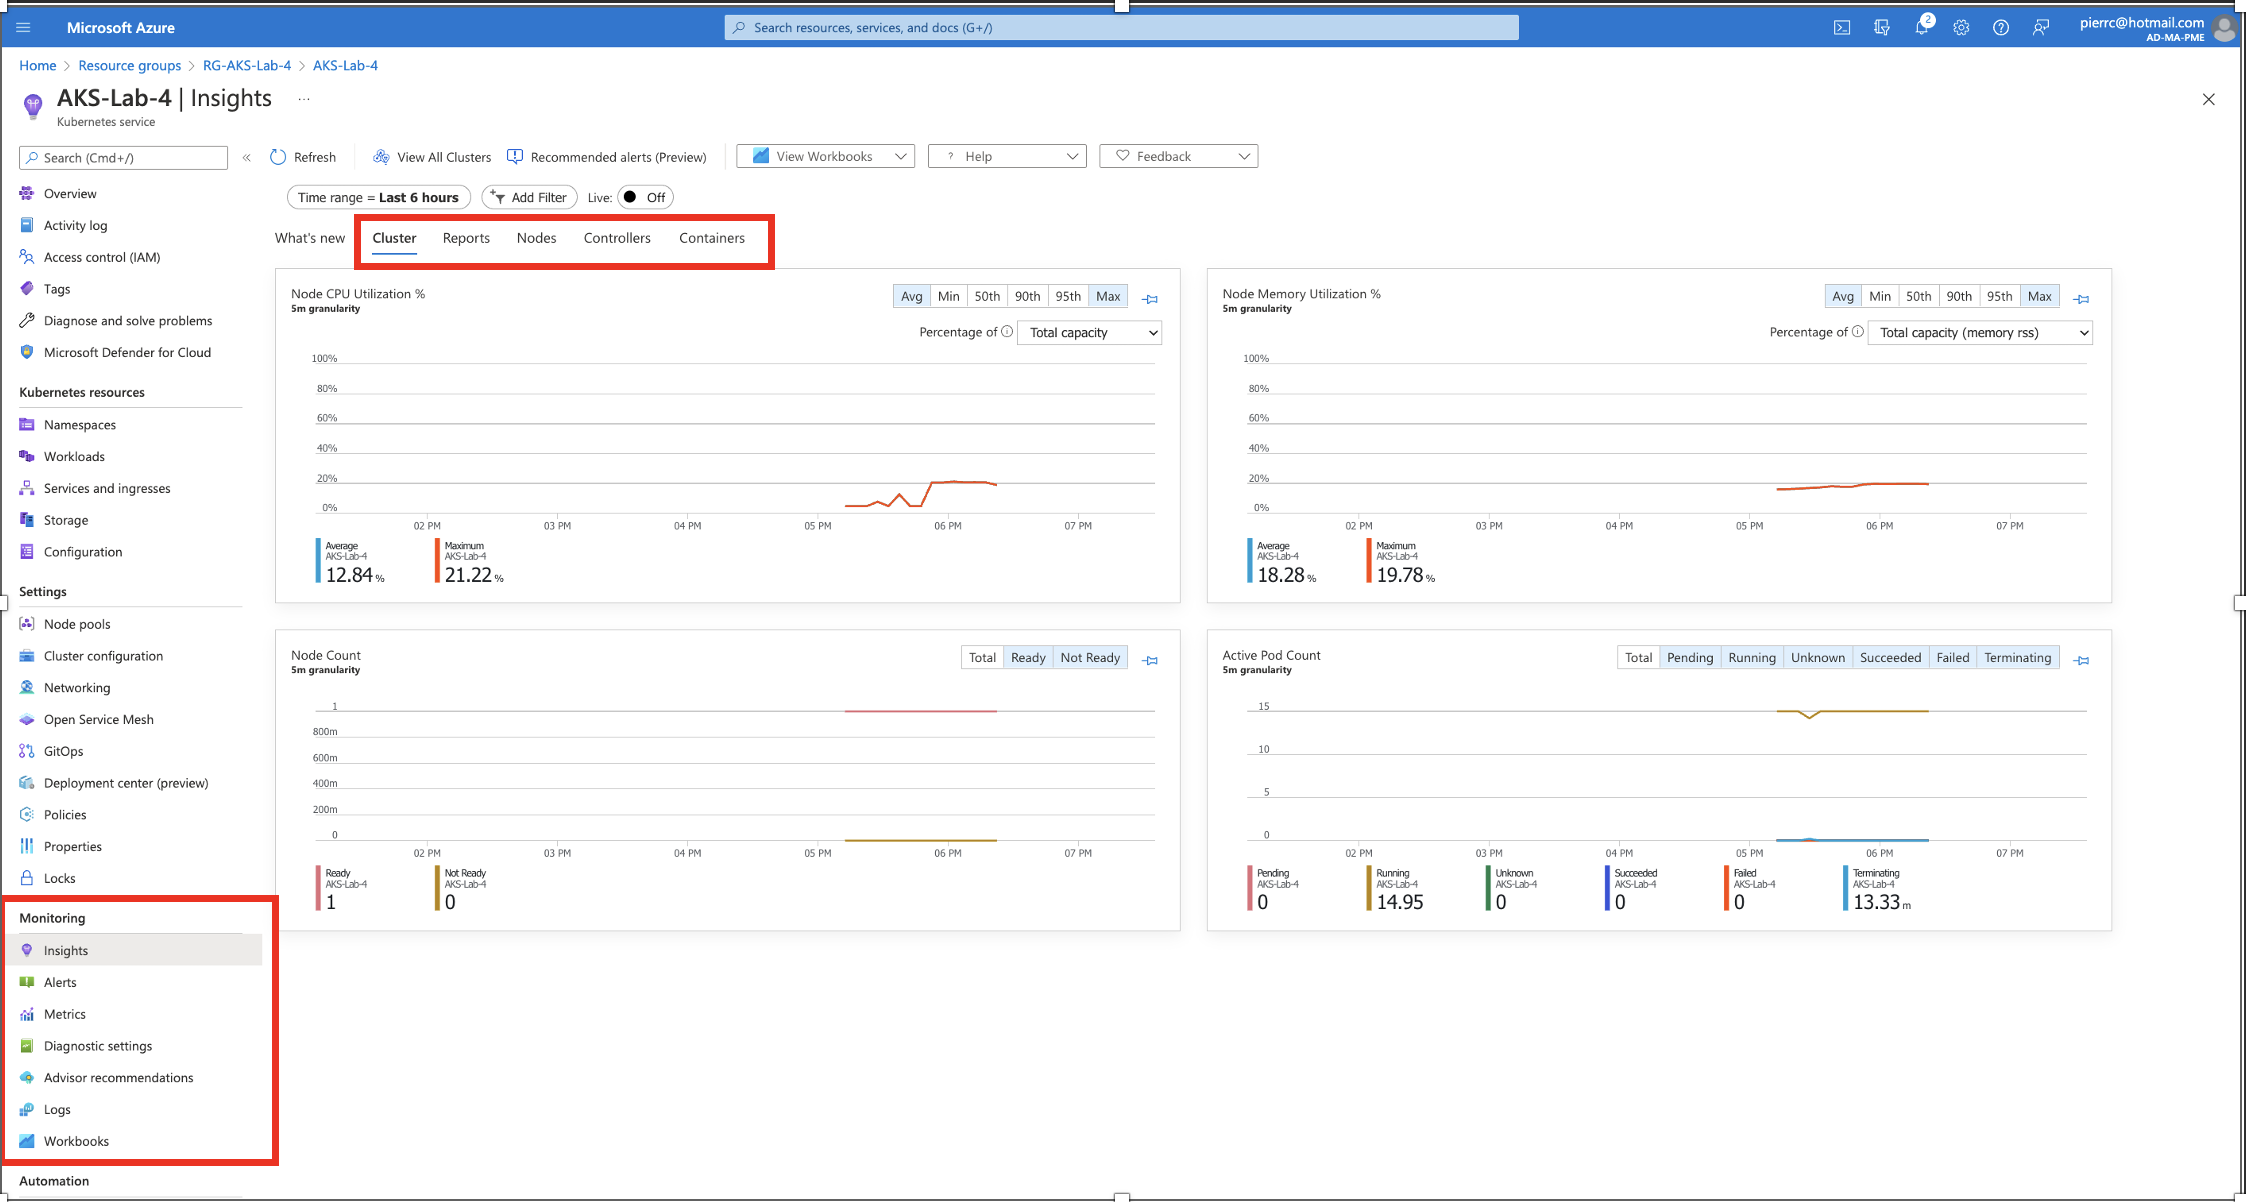 Microsoft Azure
Search resources, services, and docs (G+/)
2
pierrc@hotmail.com
AD-MA-PME
Home > Resource groups > RG-AKS-Lab-4 > AKS-Lab-4
AKS-Lab-4 | Insights ...
Kubernetes service
Search (Cmd+/)
«
Refresh
View All Clusters
Recommended alerts (Preview)
View Workbooks
? Help
Feedback
Time range = Last 6 hours
Add Filter
Live: Off
What's new
Cluster
Reports
Nodes
Controllers
Containers
Overview
Activity log
Access control (IAM)
Tags
Diagnose and solve problems
Microsoft Defender for Cloud
Kubernetes resources
Namespaces
Workloads
Services and ingresses
Storage
Configuration
Settings
Node pools
Cluster configuration
Networking
Open Service Mesh
GitOps
Deployment center (preview)
Policies
Properties
Locks
Monitoring
Insights
Alerts
Metrics
Diagnostic settings
Advisor recommendations
Logs
Workbooks
Automation
Node CPU Utilization %
5m granularity
Avg Min 50th 90th 95th Max
Percentage of Total capacity
100%
80%
60%
40%
20%
0%
02 PM 03 PM 04 PM 05 PM 06 PM 07 PM
Average
AKS-Lab-4
12.84 %
Maximum
AKS-Lab-4
21.22 %
Node Memory Utilization %
5m granularity
Avg Min 50th 90th 95th Max
Percentage of Total capacity (memory rss)
100%
80%
60%
40%
20%
0%
02 PM 03 PM 04 PM 05 PM 06 PM 07 PM
Average
AKS-Lab-4
18.28 %
Maximum
AKS-Lab-4
19.78 %
Node Count
5m granularity
Total Ready Not Ready
1
800m
600m
400m
200m
0
02 PM 03 PM 04 PM 05 PM 06 PM 07 PM
Ready
AKS-Lab-4
1
Not Ready
AKS-Lab-4
0
Active Pod Count
5m granularity
Total Pending Running Unknown Succeeded Failed Terminating
15
10
5
0
02 PM 03 PM 04 PM 05 PM 06 PM 07 PM
Pending
AKS-Lab-4
0
Running
AKS-Lab-4
14.95
Unknown
AKS-Lab-4
0
Succeeded
AKS-Lab-4
0
Failed
AKS-Lab-4
0
Terminating
AKS-Lab-4
13.33 m